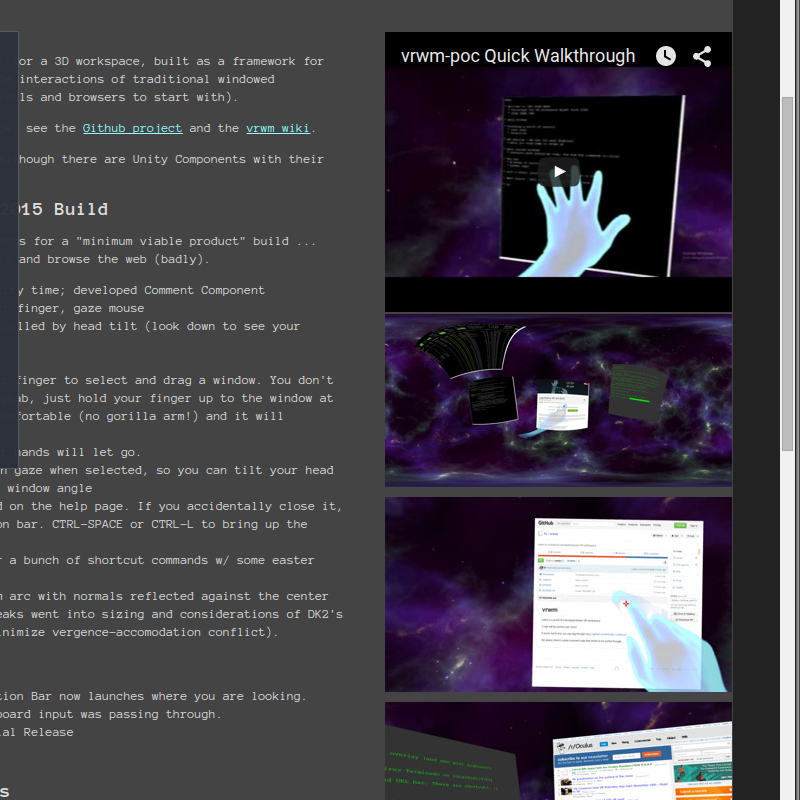 or a 3D workspace, built as a framework for
interactions of traditional windowed
ls and browsers to start with).
see the Github project and the vrwm wiki.
hough there are Unity Components with their
2015 Build
s for a "minimum viable product" build ...
and browse the web (badly).
y time; developed Comment Component
finger, gaze mouse
lled by head tilt (look down to see your
finger to select and drag a window. You don't
ab, just hold your finger up to the window at
fortable (no gorilla arm!) and it will
hands will let go.
n gaze when selected, so you can tilt your head
window angle
d on the help page. If you accidentally close it,
on bar. CTRL-SPACE or CTRL-L to bring up the
r a bunch of shortcut commands w/ some easter
n arc with normals reflected against the center
eaks went into sizing and considerations of DK2's
inimize vergence-accomodation conflict).
tion Bar now launches where you are looking.
board input was passing through.
ial Release
s
vrwm-poc Quick Walkthrough
GitHub
vrwm
/r/Oculus